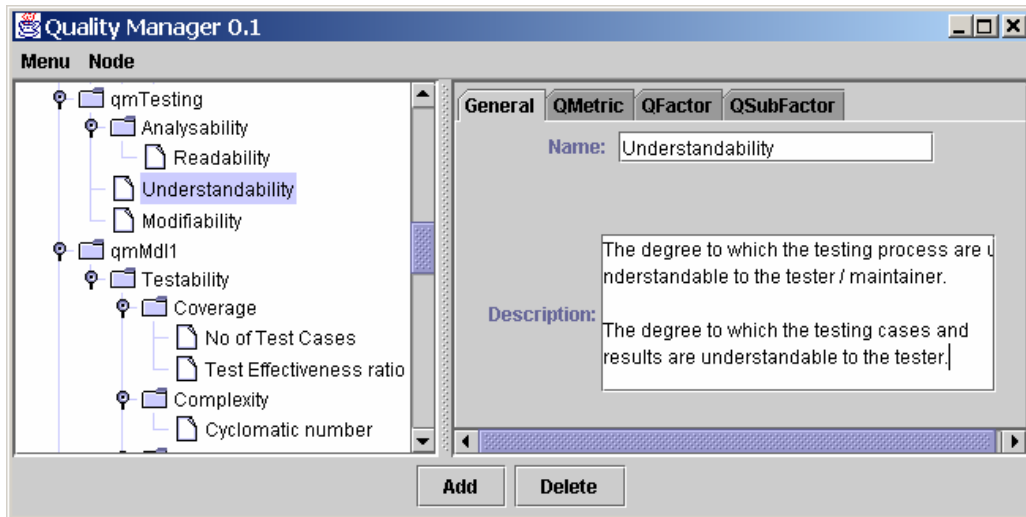 Quality Manager 0.1
Menu Node
qmTesting
Analysability
Readability
Understandability
Modifiability
qmMdl1
Testability
Coverage
No of Test Cases
Test Effectiveness ratio
Complexity
Cyclomatic number
General QMetric QFactor QSubFactor
Name: Understandability
Description:
The degree to which the testing process are u
nderstandable to the tester / maintainer.
The degree to which the testing cases and
results are understandable to the tester.
Add Delete